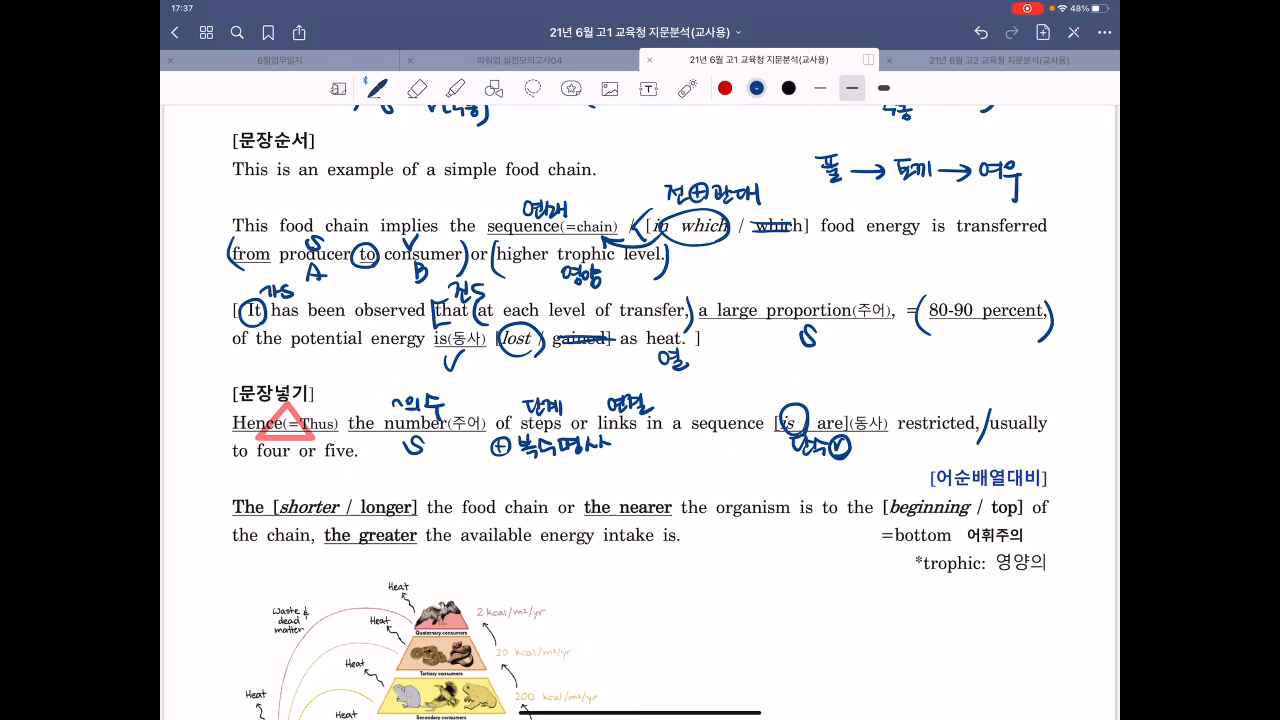 17:37
48%
21년 6월 고1 교육청 지문분석(교사용)
6월업무일지
파워업 실전모의고사04
21년 6월 고1 교육청 지문분석(교사용)
21년 6월 고2 교육청 지문분석(교사용)
[문장순서]
This is an example of a simple food chain.
풀 → 토끼 → 여우
연쇄
전⊕관대
This food chain implies the sequence(=chain) / [in which / which] food energy is transferred
S V
from producer to consumer or higher trophic level.
A B 영양
가S 진S
[ It has been observed that at each level of transfer, a large proportion(주어), = 80-90 percent,
S
of the potential energy is(동사) [lost / gained] as heat. ]
V 열
[문장넣기]
~의 수 단계 연결
Hence(=Thus) the number(주어) of steps or links in a sequence [is / are](동사) restricted, usually
S ⊕ 복수명사 단수 V
to four or five.
[어순배열대비]
The [shorter / longer] the food chain or the nearer the organism is to the [beginning / top] of
the chain, the greater the available energy intake is.
=bottom 어휘주의
*trophic: 영양의
Heat
Waste & dead matter
2 kcal/m²/yr
Heat
Quaternary consumers
20 kcal/m²/yr
Heat
Tertiary consumers
Heat
200 kcal/m²/yr
Heat
Secondary consumers